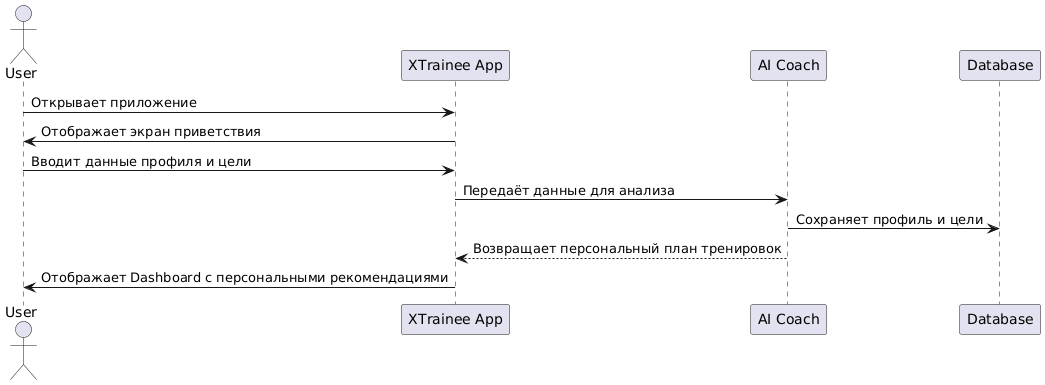 User
XTrainee App
AI Coach
Database
Открывает приложение
Отображает экран приветствия
Вводит данные профиля и цели
Передаёт данные для анализа
Сохраняет профиль и цели
Возвращает персональный план тренировок
Отображает Dashboard с персональными рекомендациями
User
XTrainee App
AI Coach
Database